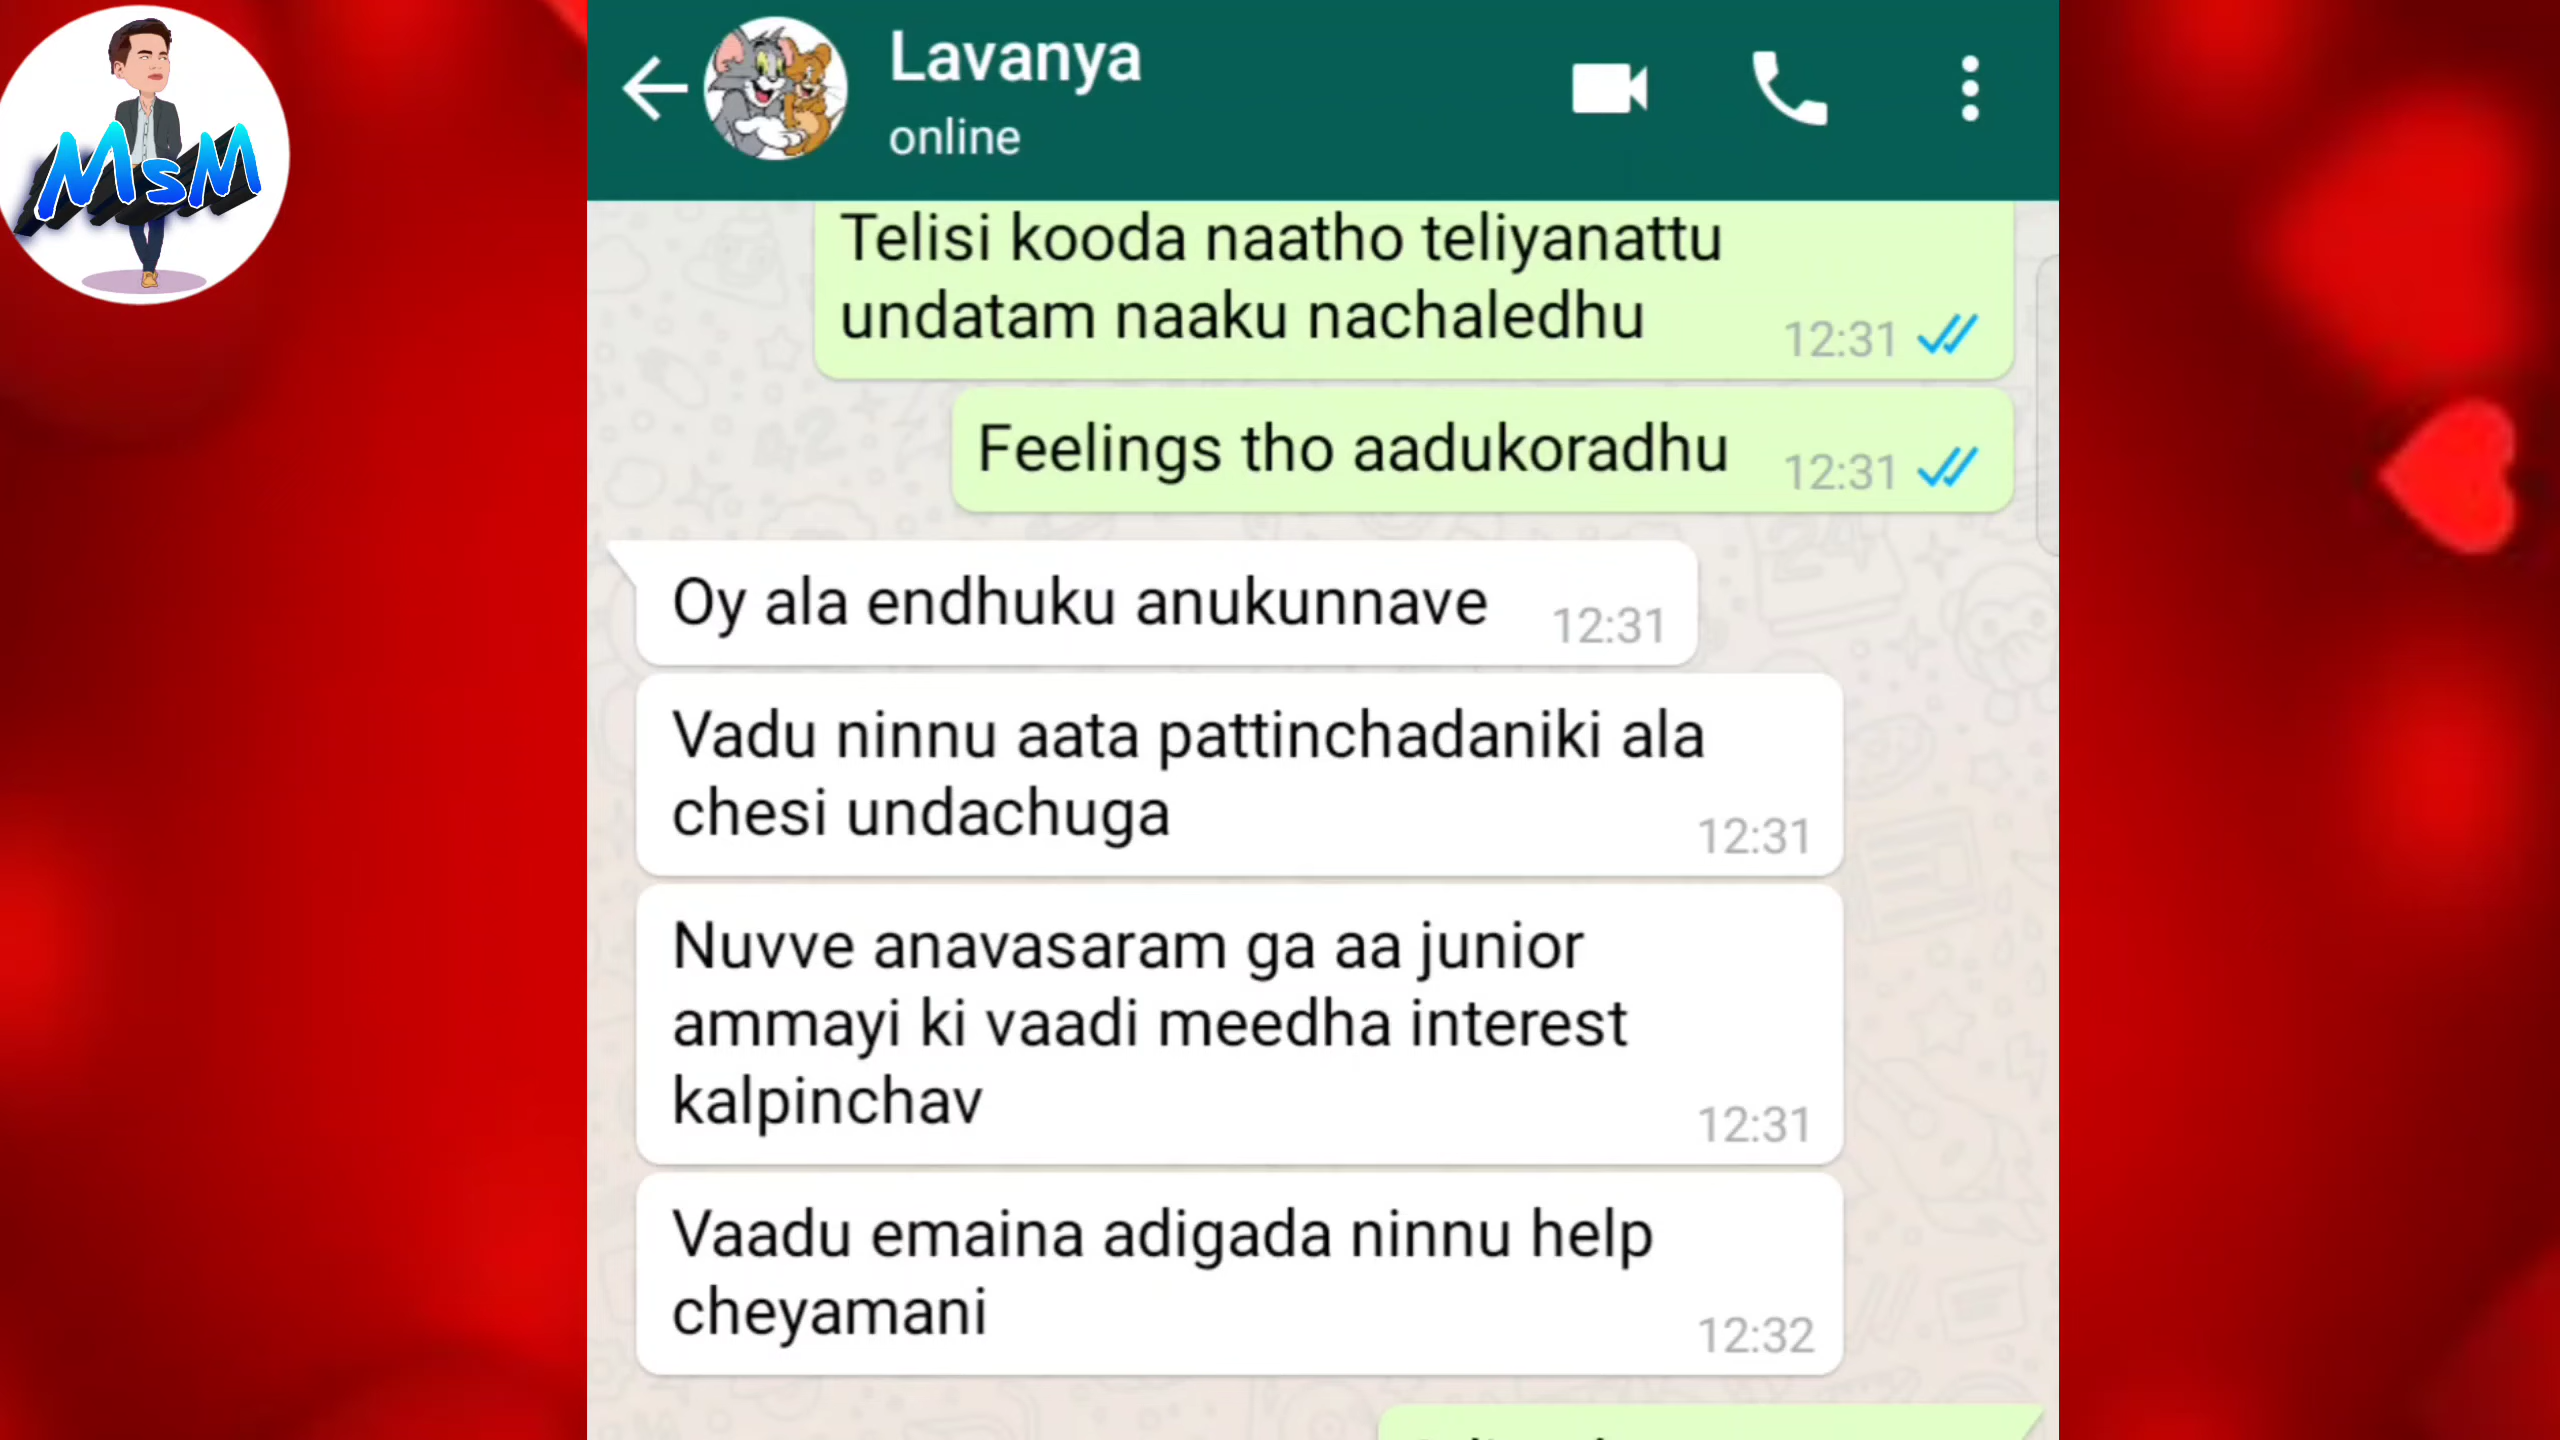 MsM
Lavanya
online
Telisi kooda naatho teliyanattu
undatam naaku nachaledhu
12:31
Feelings tho aadukoradhu 12:31
Oy ala endhuku anukunnave 12:31
Vadu ninnu aata pattinchadaniki ala
chesi undachuga
12:31
Nuvve anavasaram ga aa junior
ammayi ki vaadi meedha interest
kalpinchav
12:31
Vaadu emaina adigada ninnu help
cheyamani
12:32